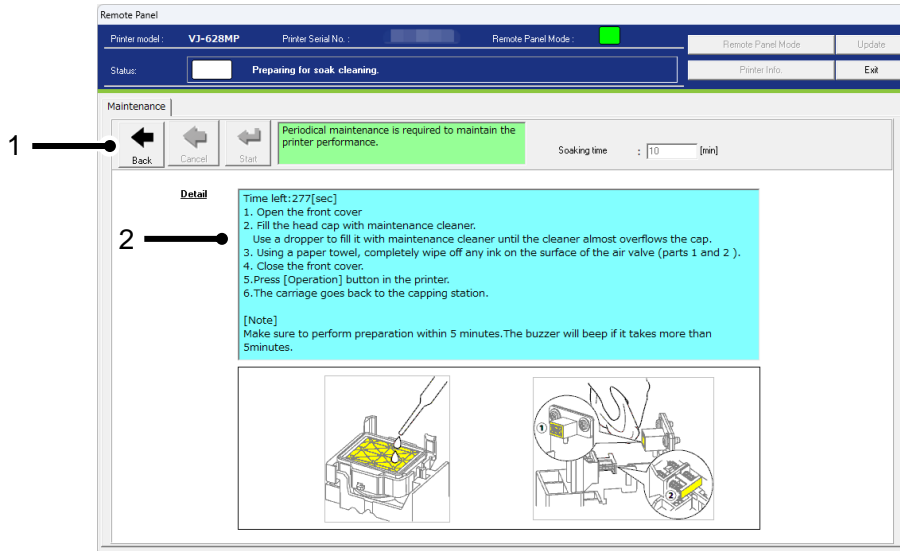 Remote Panel
Printer model : VJ-628MP Printer Serial No. : Remote Panel Mode :
Remote Panel Mode Update
Status: Preparing for soak cleaning.
Printer Info. Exit
Maintenance
1
Back Cancel Start
Periodical maintenance is required to maintain the
printer performance.
Soaking time : 10 [min]
Detail
2
Time left:277[sec]
1. Open the front cover
2. Fill the head cap with maintenance cleaner.
Use a dropper to fill it with maintenance cleaner until the cleaner almost overflows the cap.
3. Using a paper towel, completely wipe off any ink on the surface of the air valve (parts 1 and 2 ).
4. Close the front cover.
5.Press [Operation] button in the printer.
6.The carriage goes back to the capping station.
[Note]
Make sure to perform preparation within 5 minutes.The buzzer will beep if it takes more than
5minutes.
1
2